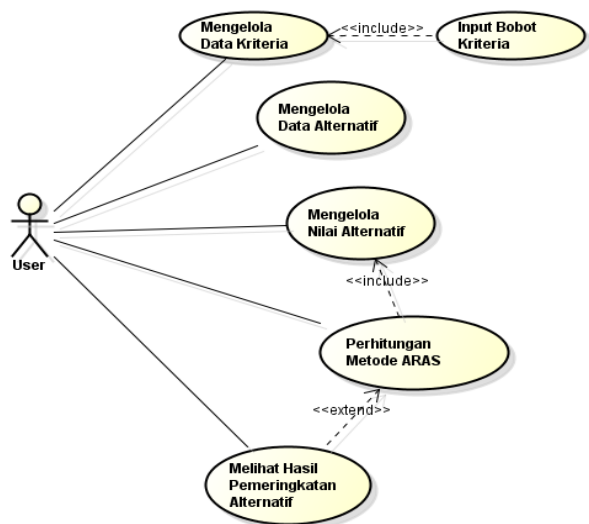 Mengelola
Data Kriteria
<<include>>
Input Bobot
Kriteria
Mengelola
Data Alternatif
Mengelola
Nilai Alternatif
User
<<include>>
Perhitungan
Metode ARAS
<<extend>>
Melihat Hasil
Pemeringkatan
Alternatif